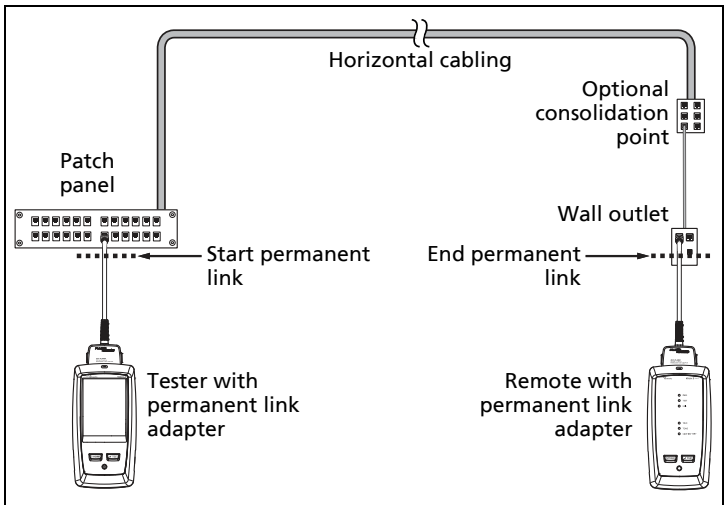 Horizontal cabling
Optional
consolidation
point
Patch
panel
Wall outlet
Start permanent
link
End permanent
link
Tester with
permanent link
adapter
Remote with
permanent link
adapter